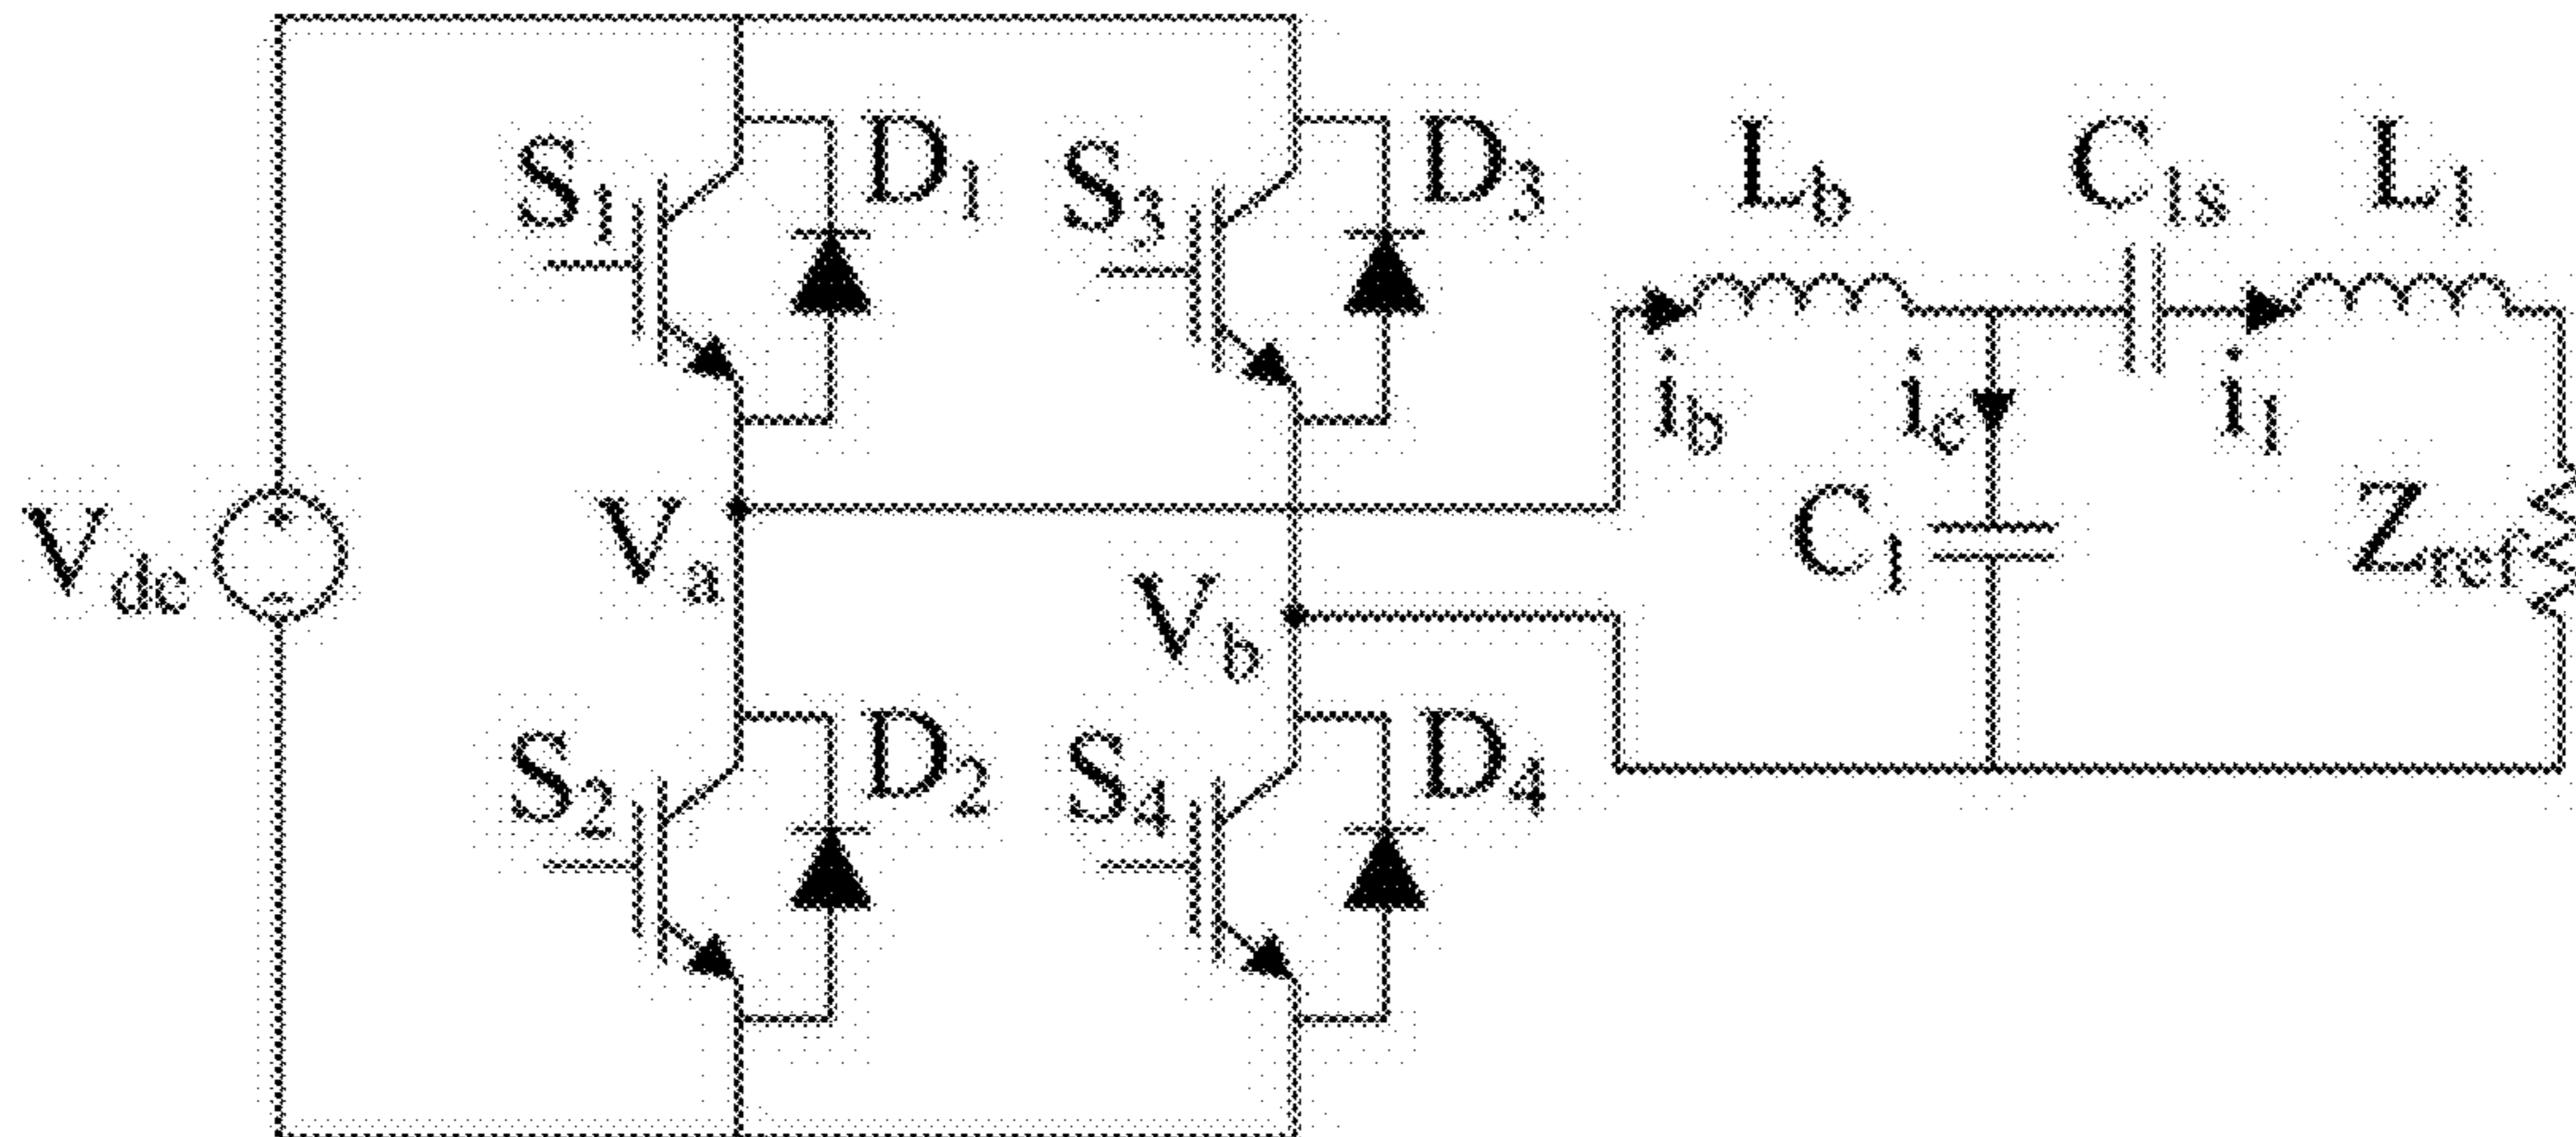 S1 D1 S3 D3 Lb C1s L1
ib ic i1
Vdc Va C1 Zref
Vb
S2 D2 S4 D4